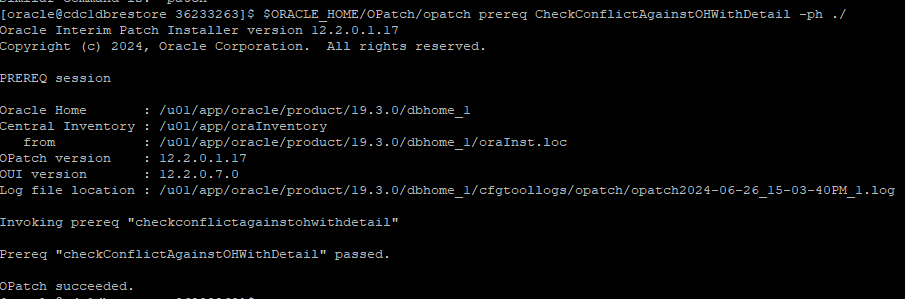 [oracle@cdcldbrestore 36233263]$ $ORACLE_HOME/OPatch/opatch prereq CheckConflictAgainstOHWithDetail -ph ./
Oracle Interim Patch Installer version 12.2.0.1.17
Copyright (c) 2024, Oracle Corporation.  All rights reserved.
PREREQ session
Oracle Home       : /u01/app/oracle/product/19.3.0/dbhome_1
Central Inventory : /u01/app/oraInventory
   from           : /u01/app/oracle/product/19.3.0/dbhome_1/oraInst.loc
OPatch version    : 12.2.0.1.17
OUI version       : 12.2.0.7.0
Log file location : /u01/app/oracle/product/19.3.0/dbhome_1/cfgtoollogs/opatch/opatch2024-06-26_15-03-40PM_1.log
Invoking prereq "checkconflictagainstohwithdetail"
Prereq "checkConflictAgainstOHWithDetail" passed.
OPatch succeeded.